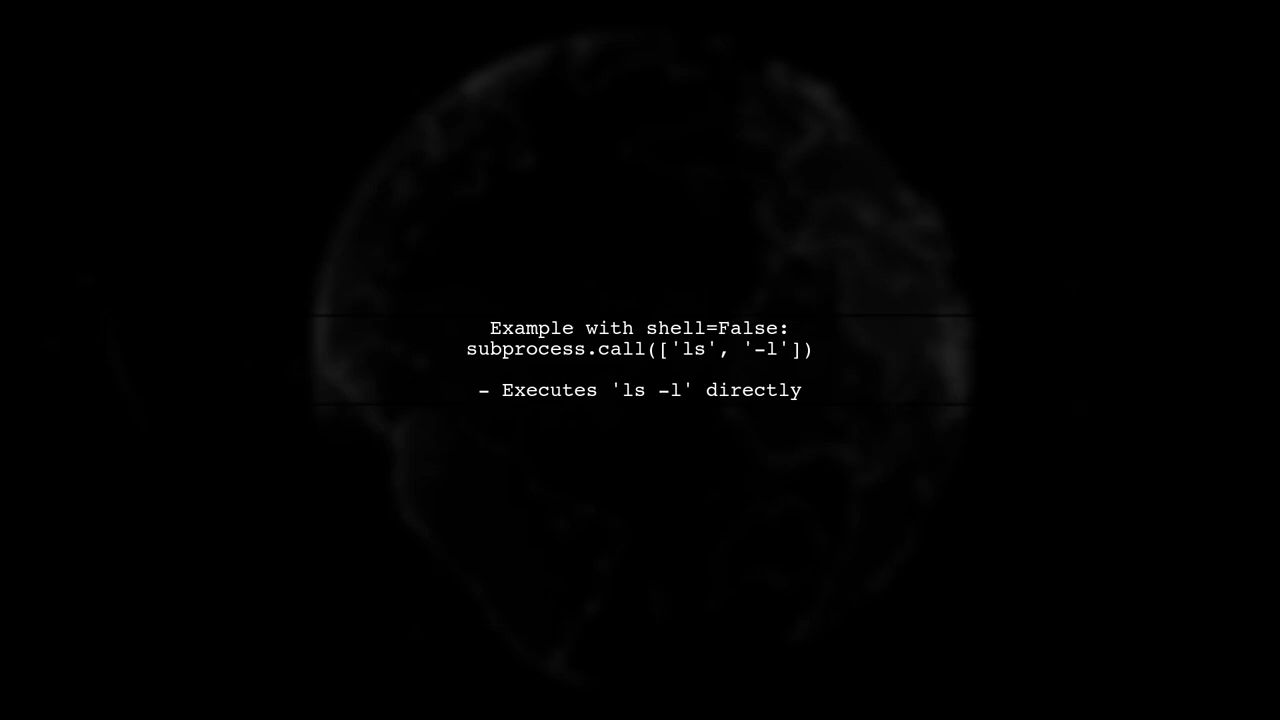 Example with shell=False:
subprocess.call(['ls', '-l'])
- Executes 'ls -l' directly